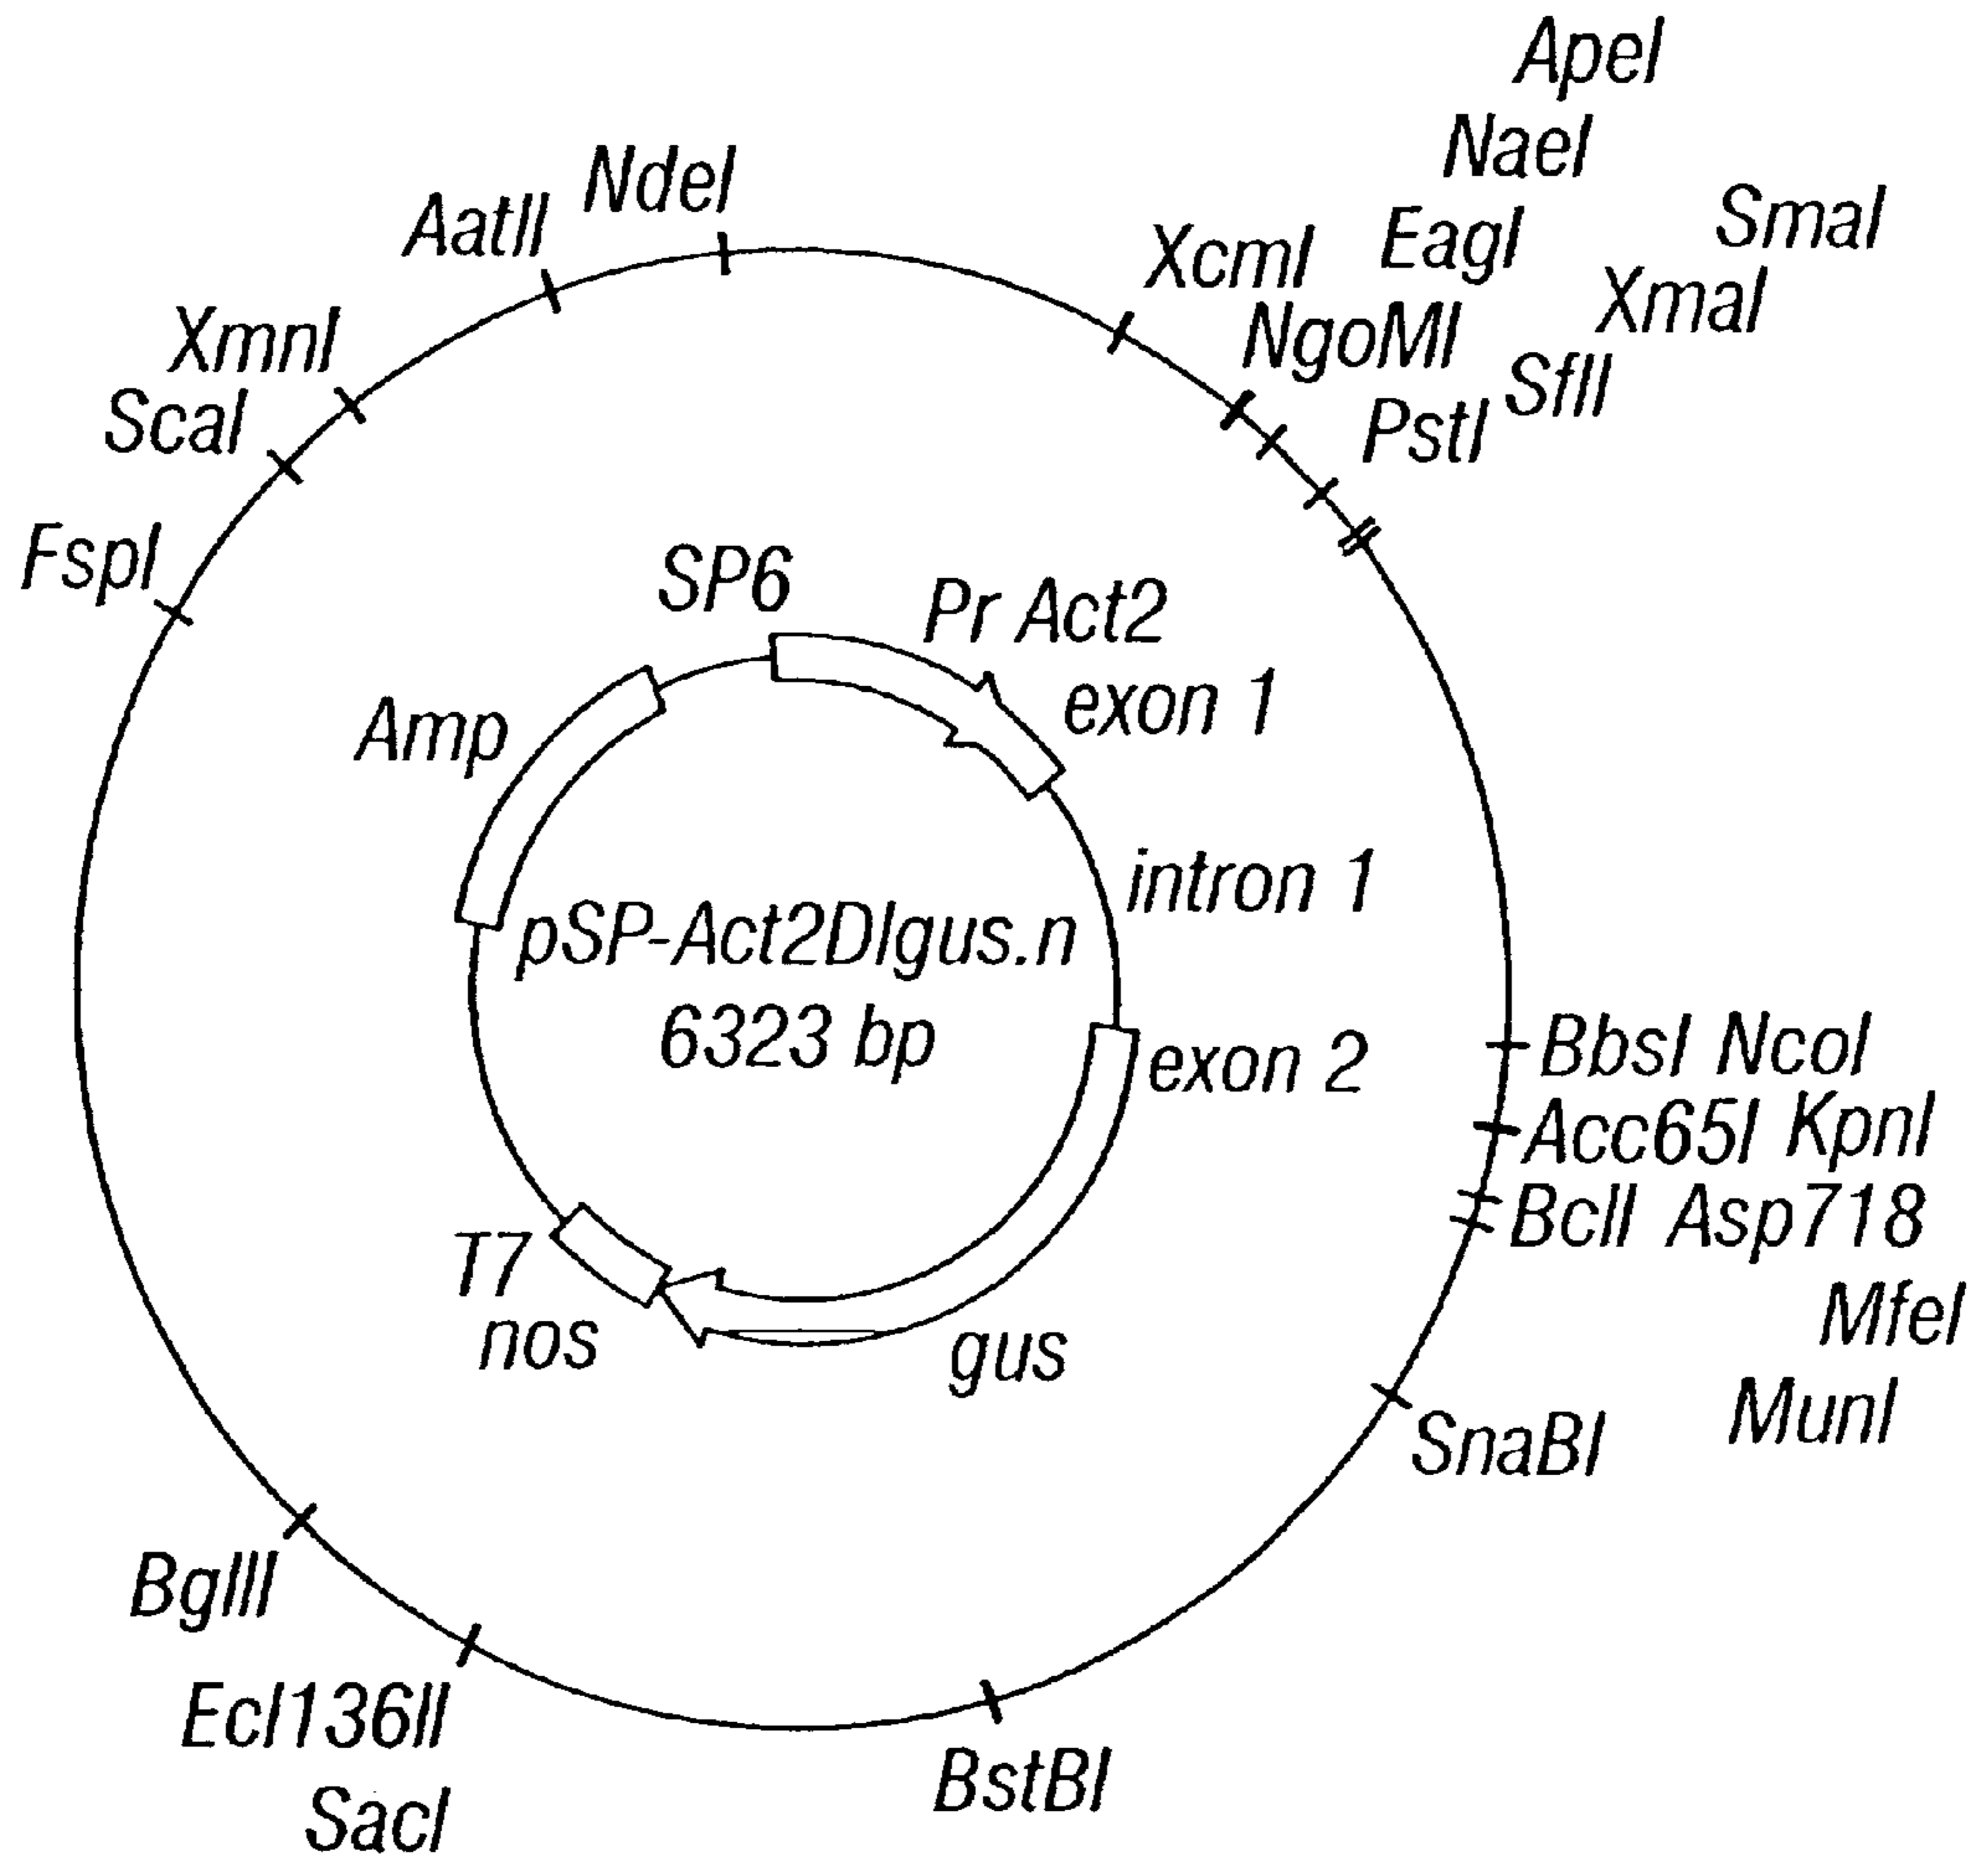 ApeI
NaeI
NdeI
SmaI
AatII
XcmI EagI
XmaI
XmnI
NgoMI
SfII
ScaI
PstI
FspI
SP6
Pr Act2
exon 1
Amp
intron 1
pSP-Act2DIgus.n
6323 bp
BbsI NcoI
exon 2
Acc65I KpnI
BclI Asp718
T7
MfeI
nos
gus
MunI
SnaBI
BglII
Ecl136II
BstBI
SacI